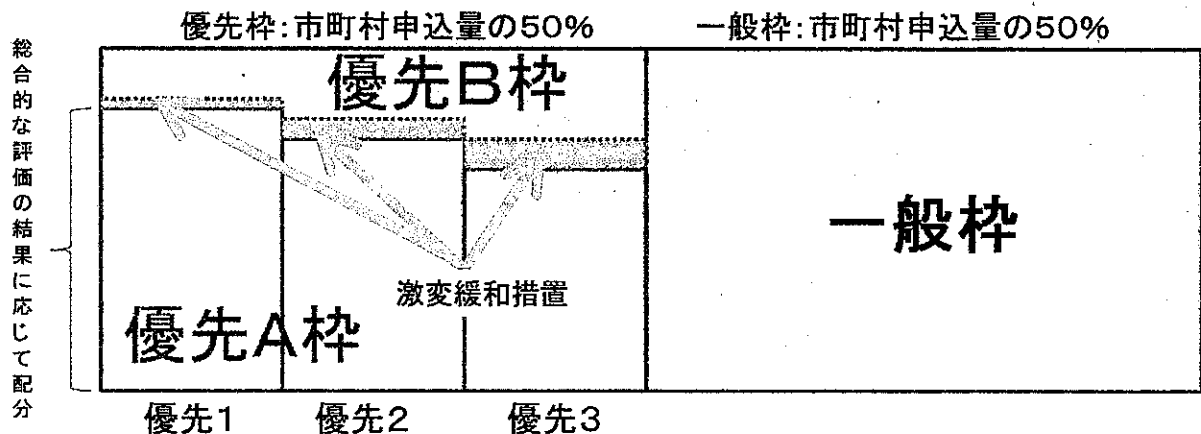 優先枠:市町村申込量の50%
一般枠:市町村申込量の50%
総合的な評価の結果に応じて配分
優先B枠
一般枠
激変緩和措置
優先A枠
優先1
優先2
優先3